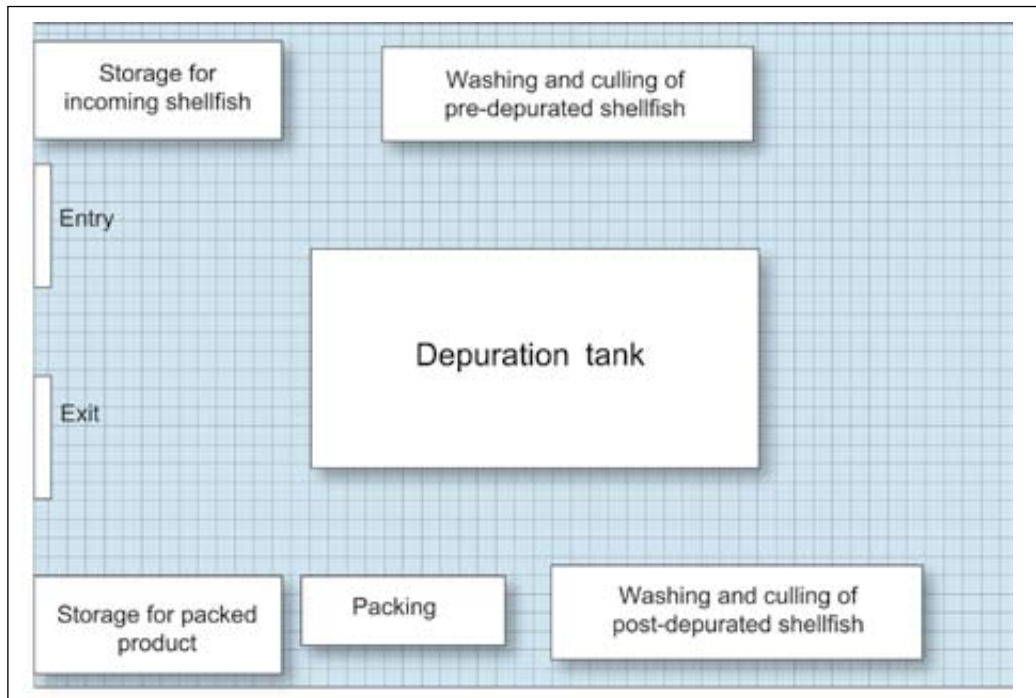 Storage for
incoming shellfish
Washing and culling of
pre-depurated shellfish
Entry
Depuration tank
Exit
Storage for packed
product
Packing
Washing and culling of
post-depurated shellfish